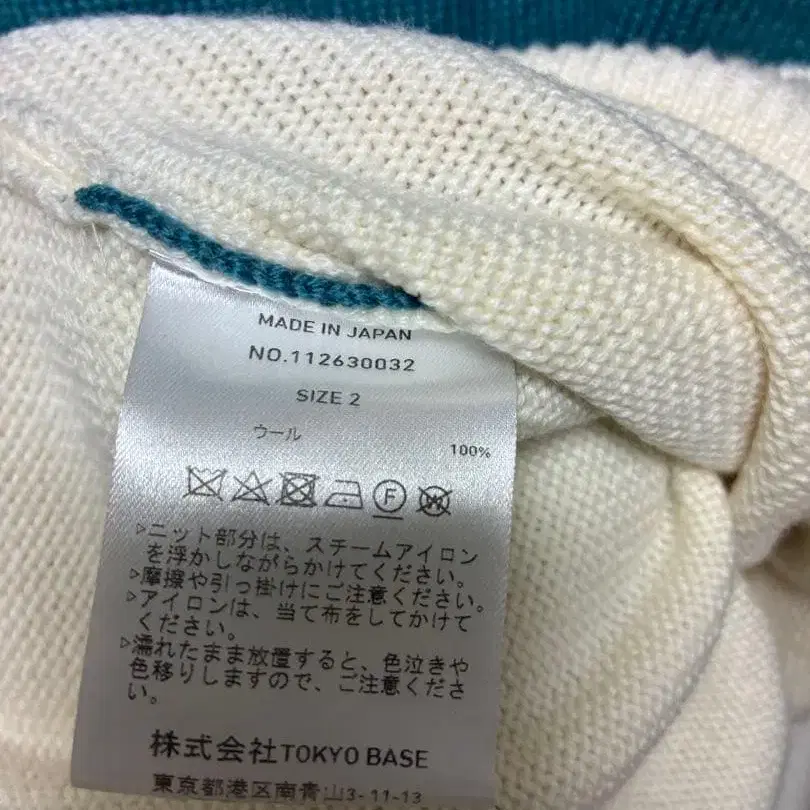 MADE IN JAPAN
NO.112630032
SIZE 2
ウール 100%
F W
▷ニット部分は、スチームアイロン
を浮かしながらかけてください。
▷摩擦や引っ掛けにご注意ください。
▷アイロンは、当て布をしてかけて
ください。
▷濡れたまま放置すると、色泣きや
色移りしますので、ご注意くださ
い。
株式会社TOKYO BASE
東京都港区南青山3-11-13